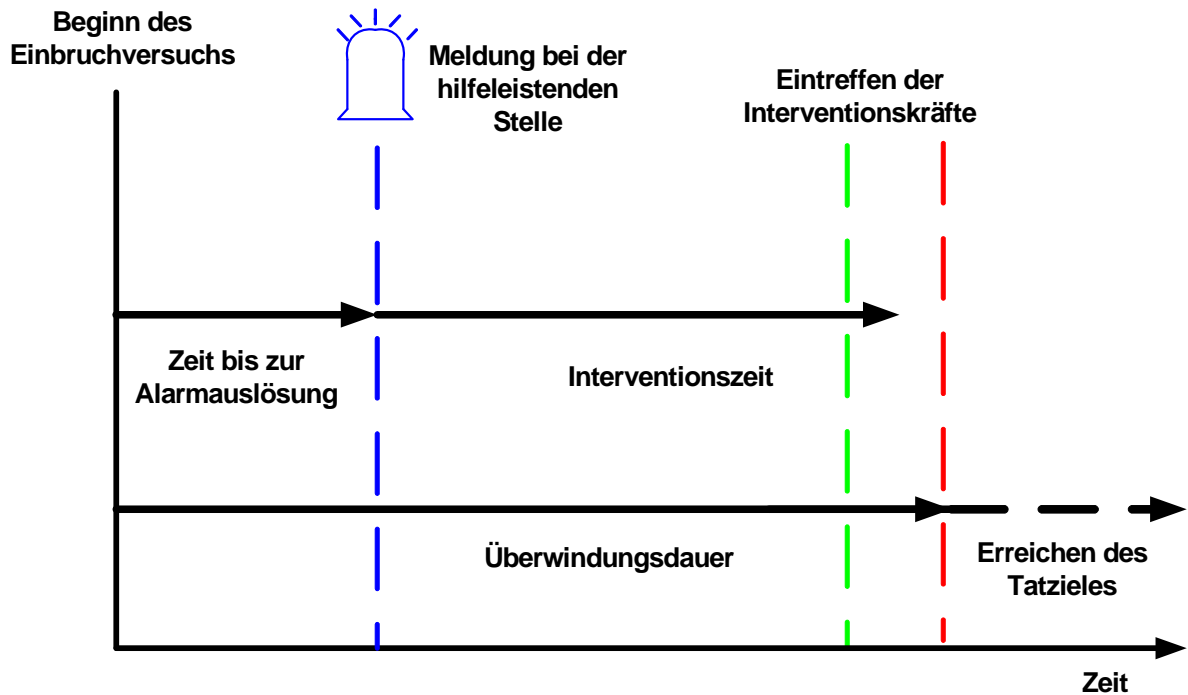 Beginn des
Einbruchversuchs
Meldung bei der
hilfeleistenden
Stelle
Eintreffen der
Interventionskräfte
Zeit bis zur
Alarmauslösung
Interventionszeit
Überwindungsdauer
Erreichen des
Tatzieles
Zeit